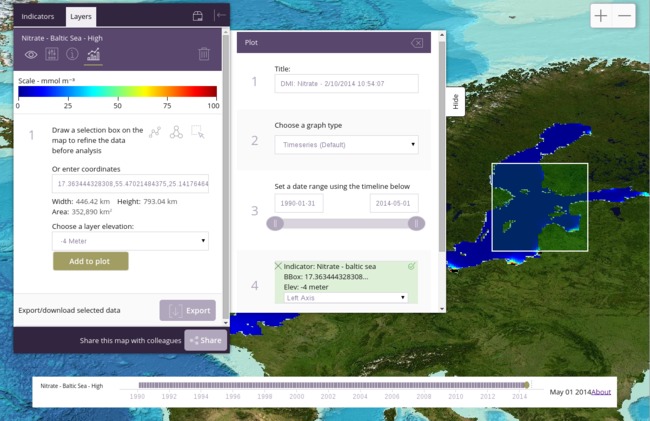 Indicators Layers
Nitrate - Baltic Sea - High
Scale - mmol m⁻³
0 25 50 75 100
1
Draw a selection box on the
map to refine the data
before analysis
Or enter coordinates
17.363444328308,55.47021484375,25.14176464
Width: 446.42 km Height: 793.04 km
Area: 352,890 km²
Choose a layer elevation:
-4 Meter
Add to plot
Export/download selected data
Export
Share this map with colleagues
Share
Plot
1
Title:
DMI: Nitrate - 2/10/2014 10:54:07
2
Choose a graph type
Timeseries (Default)
3
Set a date range using the timeline below
1990-01-31 2014-05-01
4
Indicator: Nitrate - baltic sea
BBox: 17.363444328308...
Elev: -4 meter
Left Axis
Hide
Nitrate - Baltic Sea - High
1990 1992 1994 1996 1998 2000 2002 2004 2006 2008 2010 2012 2014
May 01 2014About